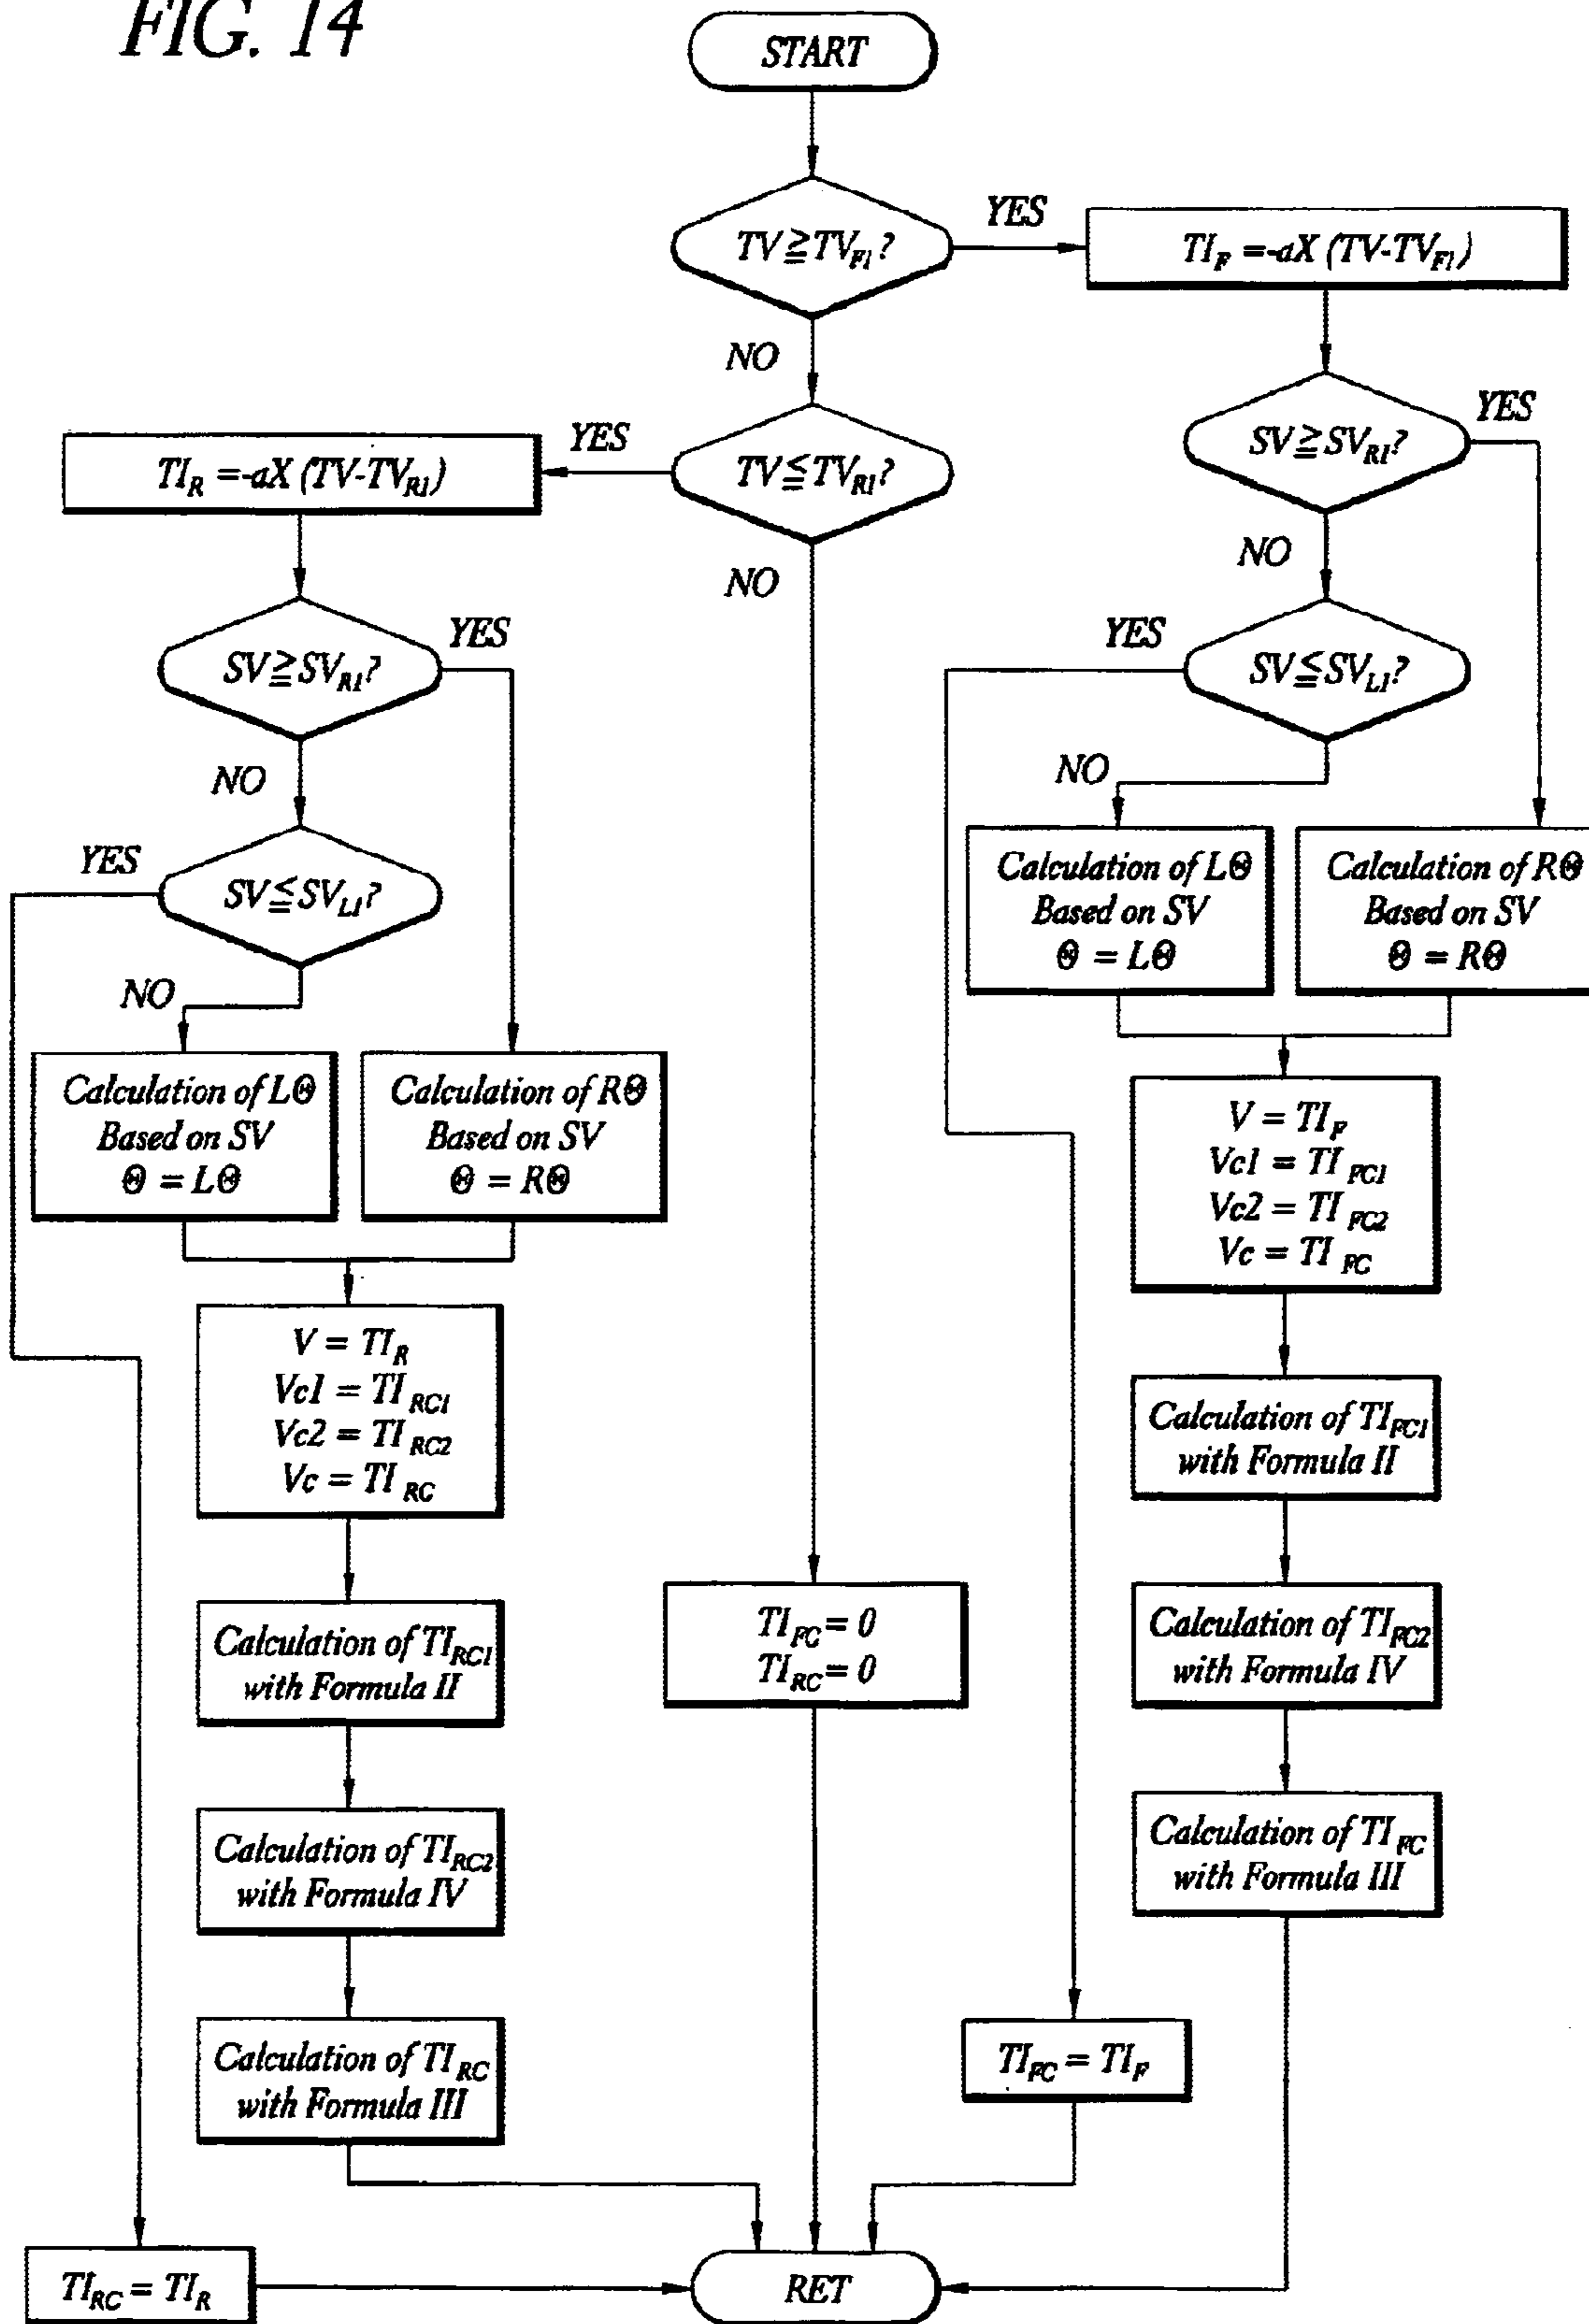 FIG. 14
START
TV≧TV_F1?
YES
TI_F =-aX (TV-TV_F1)
NO
SV≧SV_R1?
YES
TV≦TV_R1?
YES
TI_R =-aX (TV-TV_R1)
NO
NO
SV≦SV_L1?
YES
SV≧SV_R1?
YES
NO
NO
Calculation of LΘ
Based on SV
Θ = LΘ
Calculation of RΘ
Based on SV
Θ = RΘ
SV≦SV_L1?
YES
NO
Calculation of LΘ
Based on SV
Θ = LΘ
Calculation of RΘ
Based on SV
Θ = RΘ
V = TI_F
Vc1 = TI_FC1
Vc2 = TI_FC2
Vc = TI_FC
V = TI_R
Vc1 = TI_RC1
Vc2 = TI_RC2
Vc = TI_RC
Calculation of TI_FC1
with Formula II
Calculation of TI_RC1
with Formula II
TI_FC = 0
TI_RC = 0
Calculation of TI_FC2
with Formula IV
Calculation of TI_RC2
with Formula IV
Calculation of TI_FC
with Formula III
Calculation of TI_RC
with Formula III
TI_FC = TI_F
TI_RC = TI_R
RET